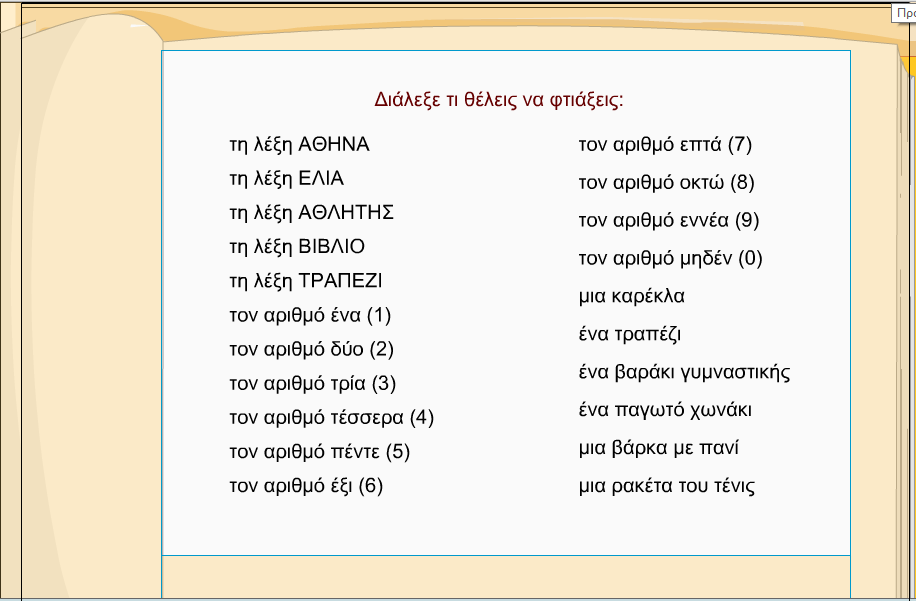 Προ
Διάλεξε τι θέλεις να φτιάξεις:
τη λέξη ΑΘΗΝΑ
τη λέξη ΕΛΙΑ
τη λέξη ΑΘΛΗΤΗΣ
τη λέξη ΒΙΒΛΙΟ
τη λέξη ΤΡΑΠΕΖΙ
τον αριθμό ένα (1)
τον αριθμό δύο (2)
τον αριθμό τρία (3)
τον αριθμό τέσσερα (4)
τον αριθμό πέντε (5)
τον αριθμό έξι (6)
τον αριθμό επτά (7)
τον αριθμό οκτώ (8)
τον αριθμό εννέα (9)
τον αριθμό μηδέν (0)
μια καρέκλα
ένα τραπέζι
ένα βαράκι γυμναστικής
ένα παγωτό χωνάκι
μια βάρκα με πανί
μια ρακέτα του τένις